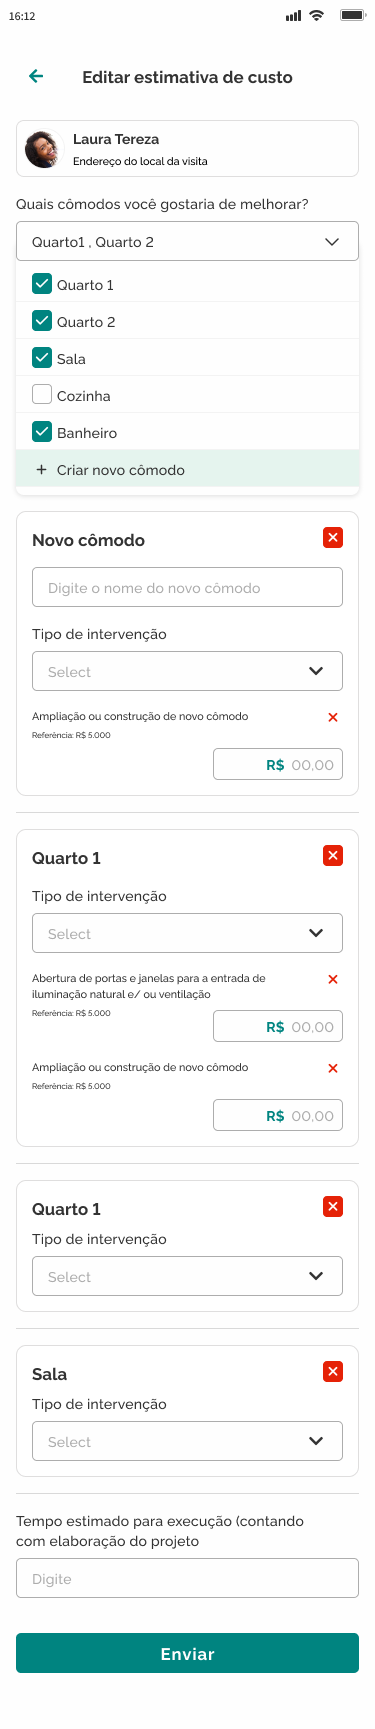 16:12
Editar estimativa de custo
Laura Tereza
Endereço do local da visita
Quais cômodos você gostaria de melhorar?
Quarto1 , Quarto 2
Quarto 1
Quarto 2
Sala
Cozinha
Banheiro
+ Criar novo cômodo
Novo cômodo
Digite o nome do novo cômodo
Tipo de intervenção
Select
Ampliação ou construção de novo cômodo
Referência: R$ 5.000
R$ 00,00
Quarto 1
Tipo de intervenção
Select
Abertura de portas e janelas para a entrada de
iluminação natural e/ ou ventilação
Referência: R$ 5.000
R$ 00,00
Ampliação ou construção de novo cômodo
Referência: R$ 5.000
R$ 00,00
Quarto 1
Tipo de intervenção
Select
Sala
Tipo de intervenção
Select
Tempo estimado para execução (contando
com elaboração do projeto
Digite
Enviar